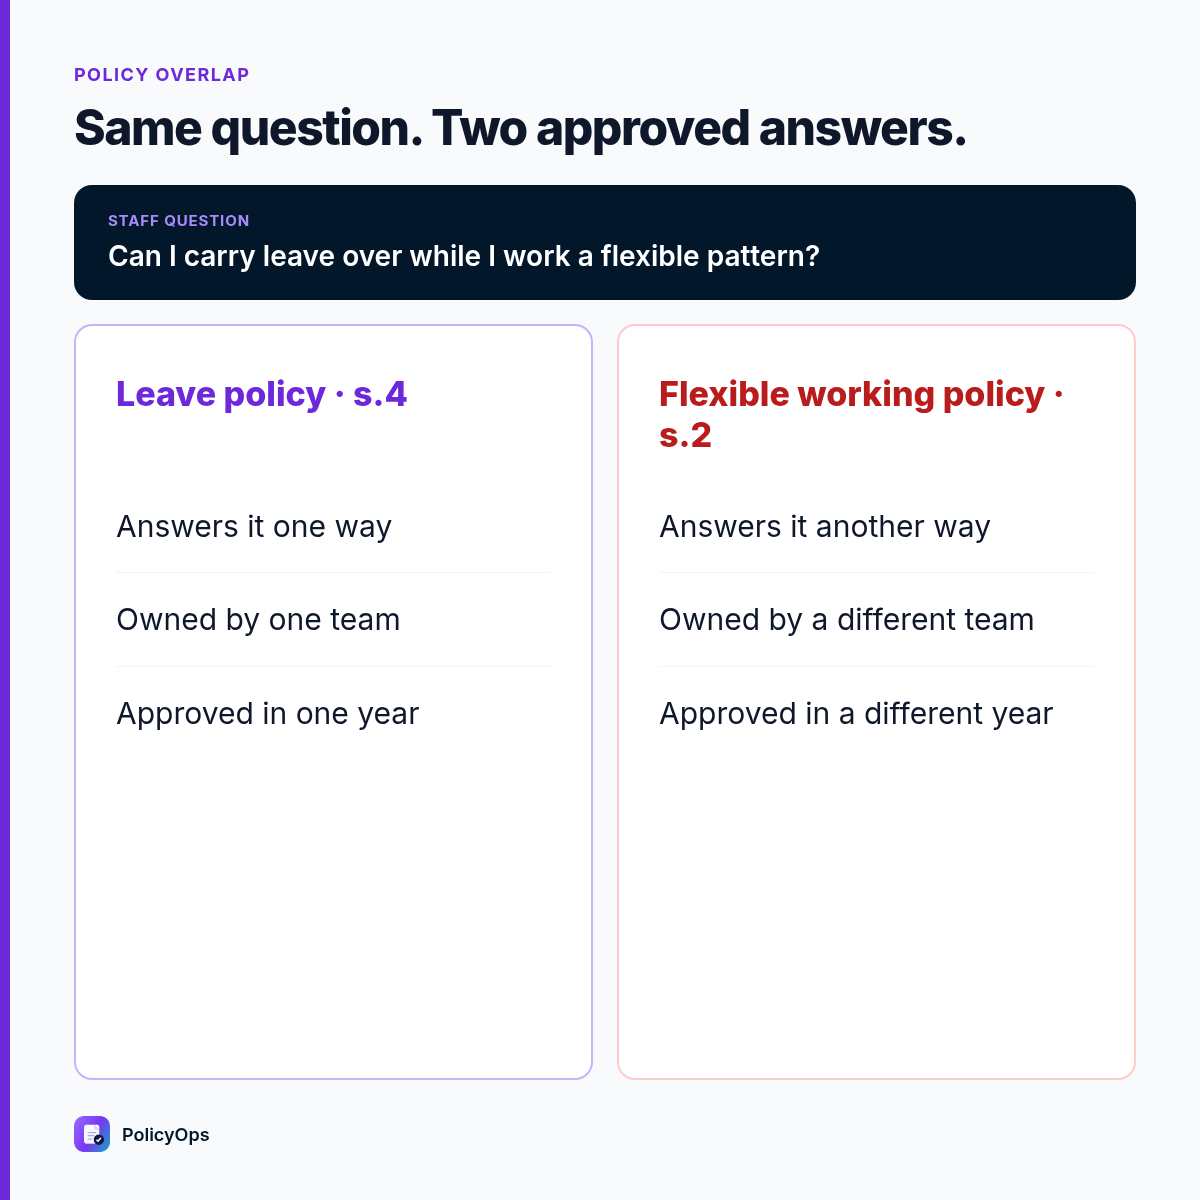 POLICY OVERLAP
Same question. Two approved answers.
STAFF QUESTION
Can I carry leave over while I work a flexible pattern?
Leave policy · s.4
Answers it one way
Owned by one team
Approved in one year
Flexible working policy ·
s.2
Answers it another way
Owned by a different team
Approved in a different year
PolicyOps